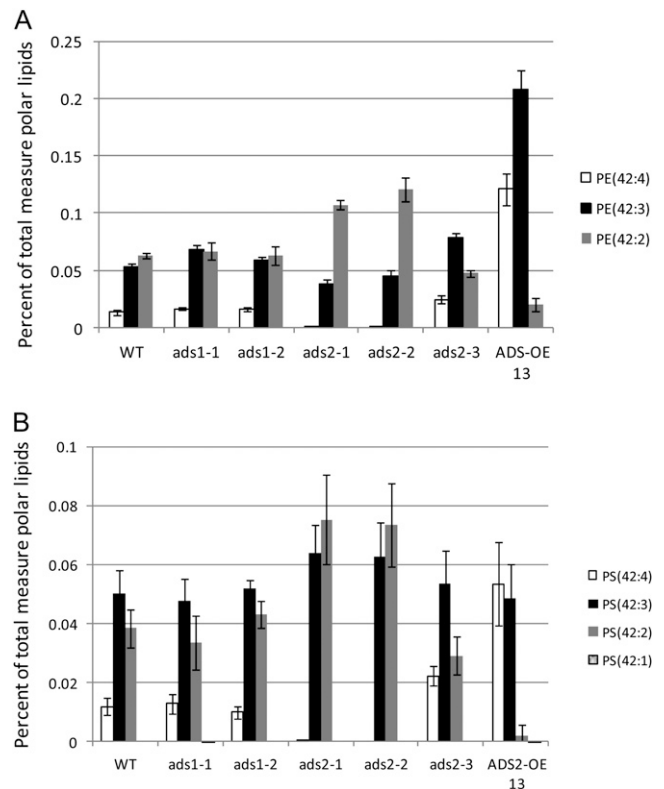 A
Percent of total measure polar lipids
0.25
0.2
0.15
0.1
0.05
0
WT ads1-1 ads1-2 ads2-1 ads2-2 ads2-3 ADS-OE
13
PE(42:4)
PE(42:3)
PE(42:2)
B
Percent of total measure polar lipids
0.1
0.08
0.06
0.04
0.02
0
WT ads1-1 ads1-2 ads2-1 ads2-2 ads2-3 ADS2-OE
13
PS(42:4)
PS(42:3)
PS(42:2)
PS(42:1)